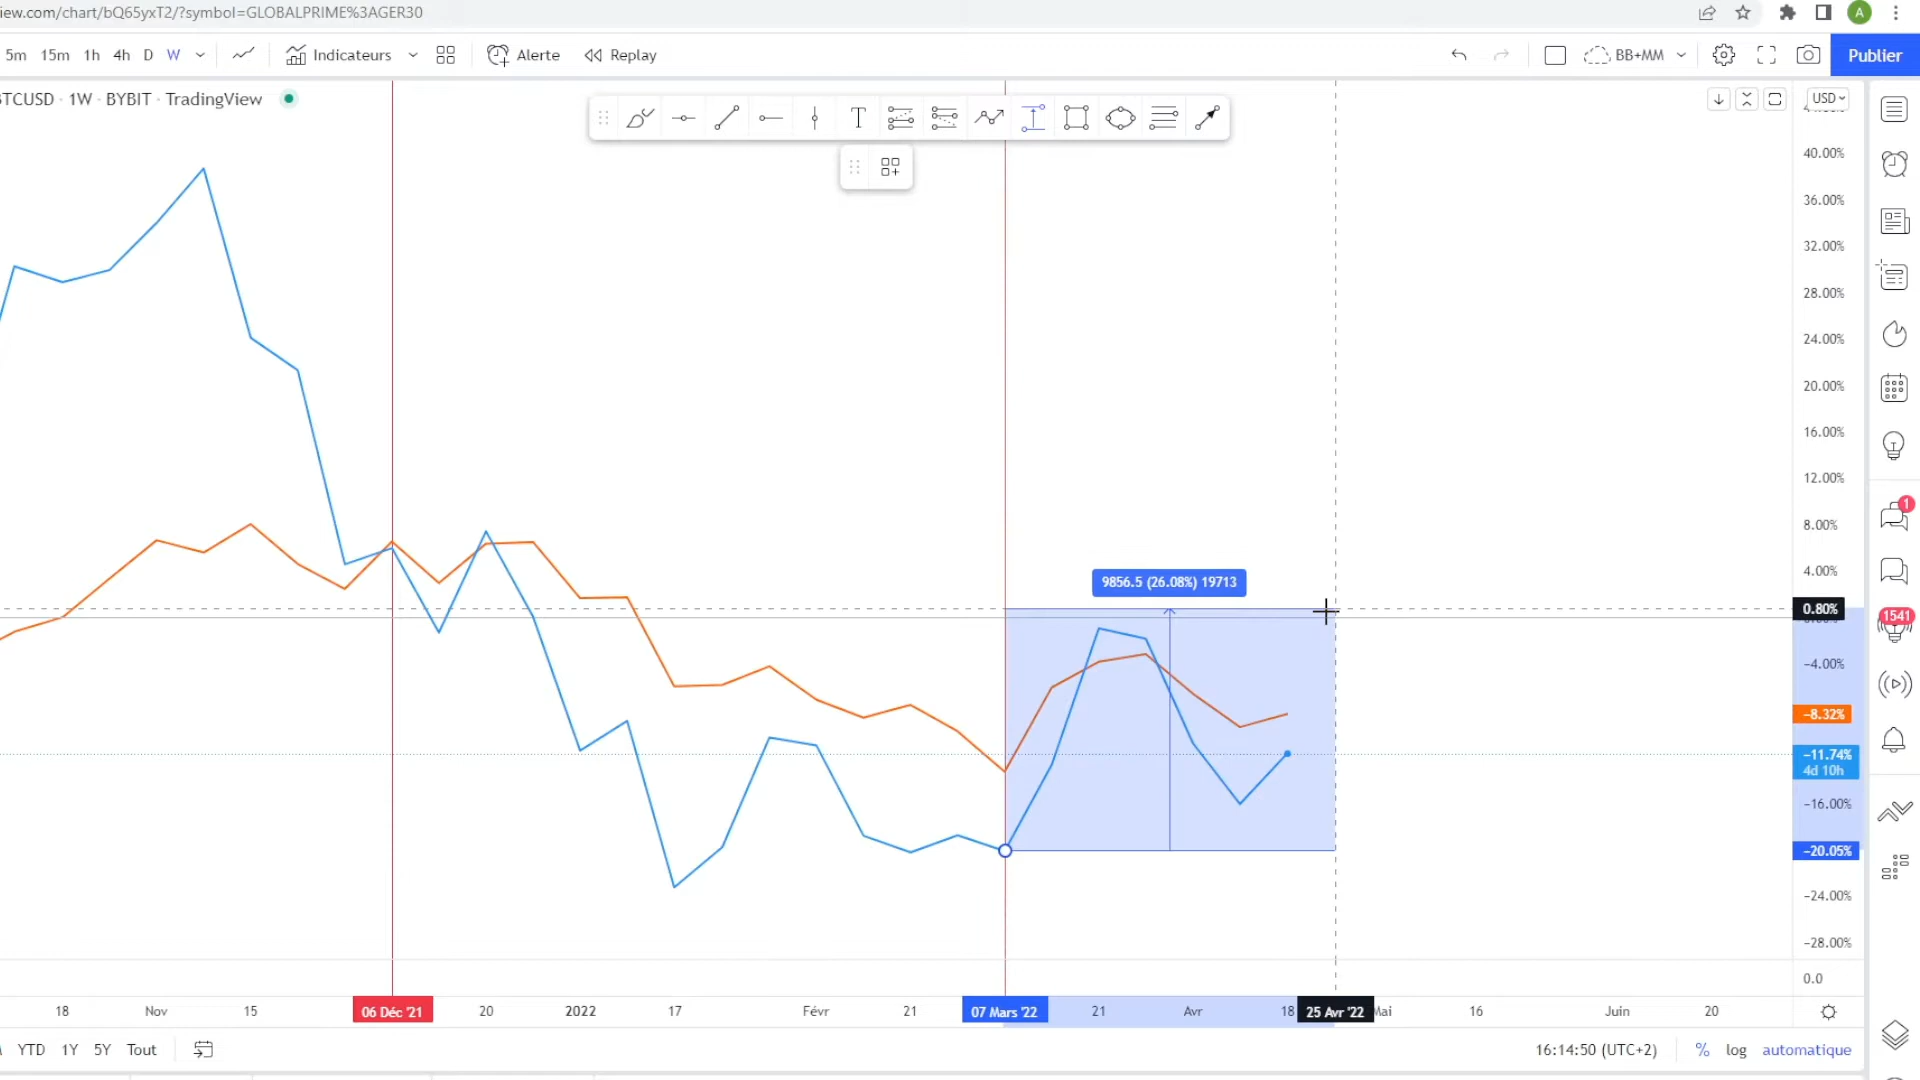 iew.com/chart/bQ65yxT2/?symbol=GLOBALPRIME%3AGER30
A
5m 15m 1h 4h D W Indicateurs Alerte Replay BB+MM Publier
BTCUSD · 1W · BYBIT · TradingView
USD
T
40.00%
36.00%
32.00%
28.00%
24.00%
20.00%
16.00%
12.00%
8.00%
1
4.00%
9856.5 (26.08%) 19713
0.80%
1541
−4.00%
−8.32%
−11.74%
4d 10h
−16.00%
−20.05%
−24.00%
−28.00%
0.0
18 Nov 15 06 Déc '21 20 2022 17 Févr 21 07 Mars '22 21 Avr 18 25 Avr '22 Mai 16 Juin 20
YTD 1Y 5Y Tout 16:14:50 (UTC+2) % log automatique